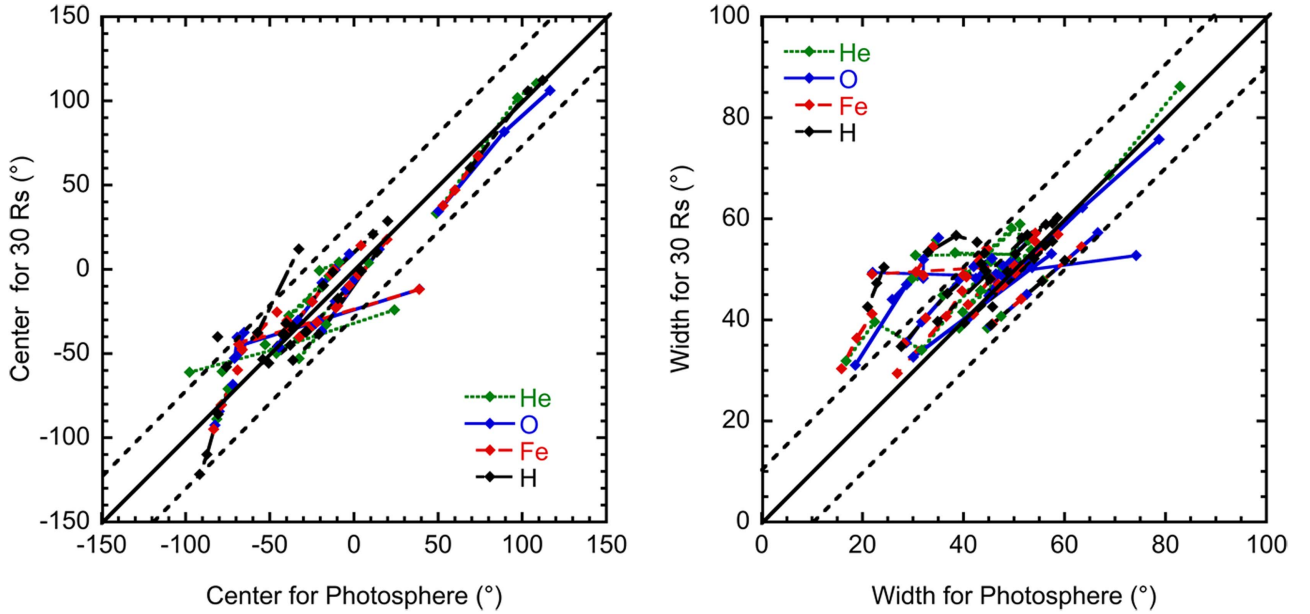 150
100
50
0
-50
-100
-150
Center for 30 Rs (°)
He
O
Fe
H
-150 -100 -50 0 50 100 150
Center for Photosphere (°)
100
80
60
40
20
0
Width for 30 Rs (°)
He
O
Fe
H
0 20 40 60 80 100
Width for Photosphere (°)